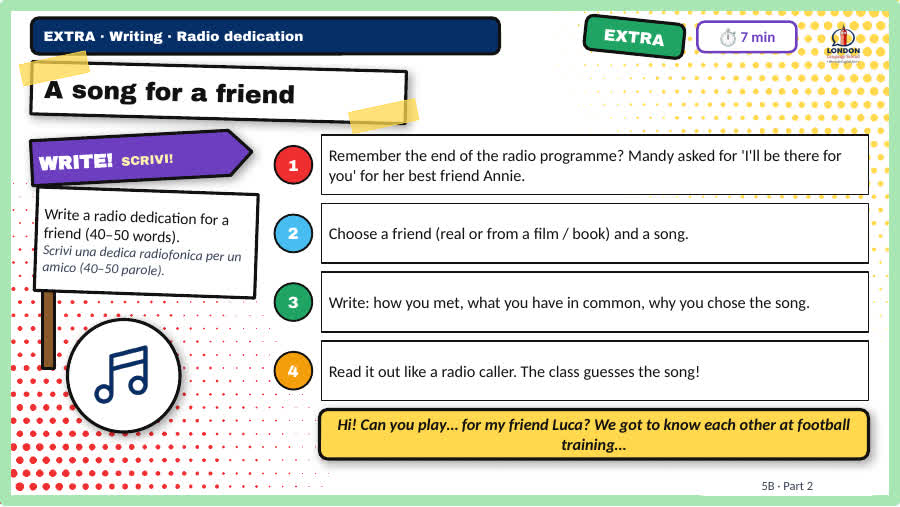 EXTRA · Writing · Radio dedication
EXTRA
7 min
LONDON
A song for a friend
WRITE! SCRIVI!
Write a radio dedication for a
friend (40–50 words).
Scrivi una dedica radiofonica per un
amico (40–50 parole).
1
Remember the end of the radio programme? Mandy asked for 'I'll be there for
you' for her best friend Annie.
2
Choose a friend (real or from a film / book) and a song.
3
Write: how you met, what you have in common, why you chose the song.
4
Read it out like a radio caller. The class guesses the song!
Hi! Can you play… for my friend Luca? We got to know each other at football
training…
5B · Part 2